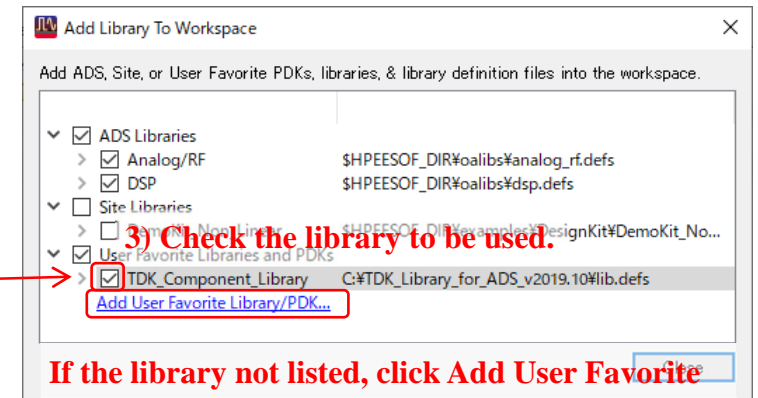 Add Library To Workspace
Add ADS, Site, or User Favorite PDKs, libraries, & library definition files into the workspace.
ADS Libraries
Analog/RF $HPEESOF_DIR¥oalibs¥analog_rf.defs
DSP $HPEESOF_DIR¥oalibs¥dsp.defs
Site Libraries
DemoKit_Non_Linear $HPEESOF_DIR¥examples¥DesignKit¥DemoKit_No...
3) Check the library to be used.
User Favorite Libraries and PDKs
TDK_Component_Library C:¥TDK_Library_for_ADS_v2019.10¥lib.defs
Add User Favorite Library/PDK...
Close
If the library not listed, click Add User Favorite